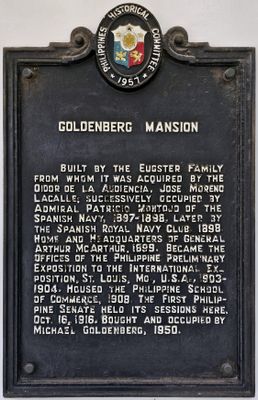 PHILIPPINES HISTORICAL COMMITTEE
1957
GOLDENBERG MANSION
BUILT BY THE EUGSTER FAMILY
FROM WHOM IT WAS ACQUIRED BY THE
OIDOR DE LA AUDENCIA, JOSE MORENO
LACALLE; SUCCESSIVELY OCCUPIED BY
ADMIRAL PATRICIO MONTOJO OF THE
SPANISH NAVY, 1897-1898. LATER BY
THE SPANISH ROYAL NAVY CLUB. 1898.
HOME AND HEADQUARTERS OF GENERAL
ARTHUR MCARTHUR, 1899. BECAME THE
OFFICES OF THE PHILIPPINE PRELIMINARY
EXPOSITION TO THE INTERNATIONAL EX-
POSITION, ST. LOUIS, MO., U.S.A., 1903-
1904. HOUSED THE PHILIPPINE SCHOOL
OF COMMERCE, 1908. THE FIRST PHILIP-
PINE SENATE HELD ITS SESSIONS HERE,
OCT. 16, 1916. BOUGHT AND OCCUPIED BY
MICHAEL GOLDENBERG, 1950.